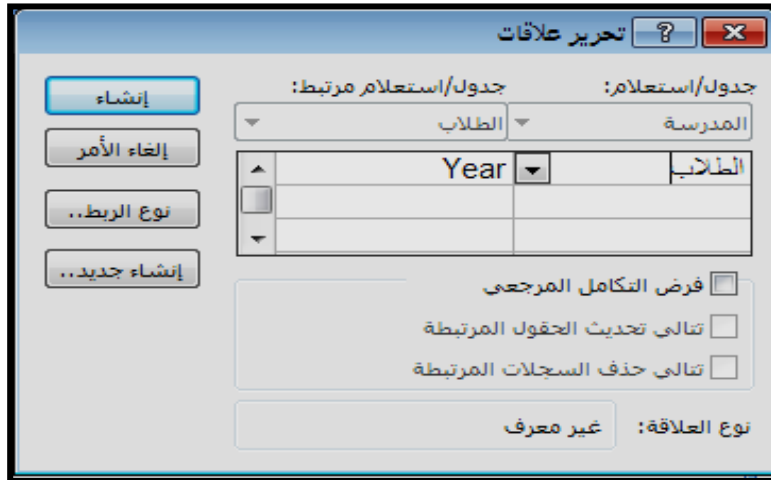 تحرير علاقات
جدول/استعلام: جدول/استعلام مرتبط:
المدرسة الطلاب
الطلاب Year
إنشاء
إلغاء الأمر
نوع الربط..
إنشاء جديد..
فرض التكامل المرجعي
تتالي تحديث الحقول المرتبطة
تتالي حذف السجلات المرتبطة
نوع العلاقة: غير معرف